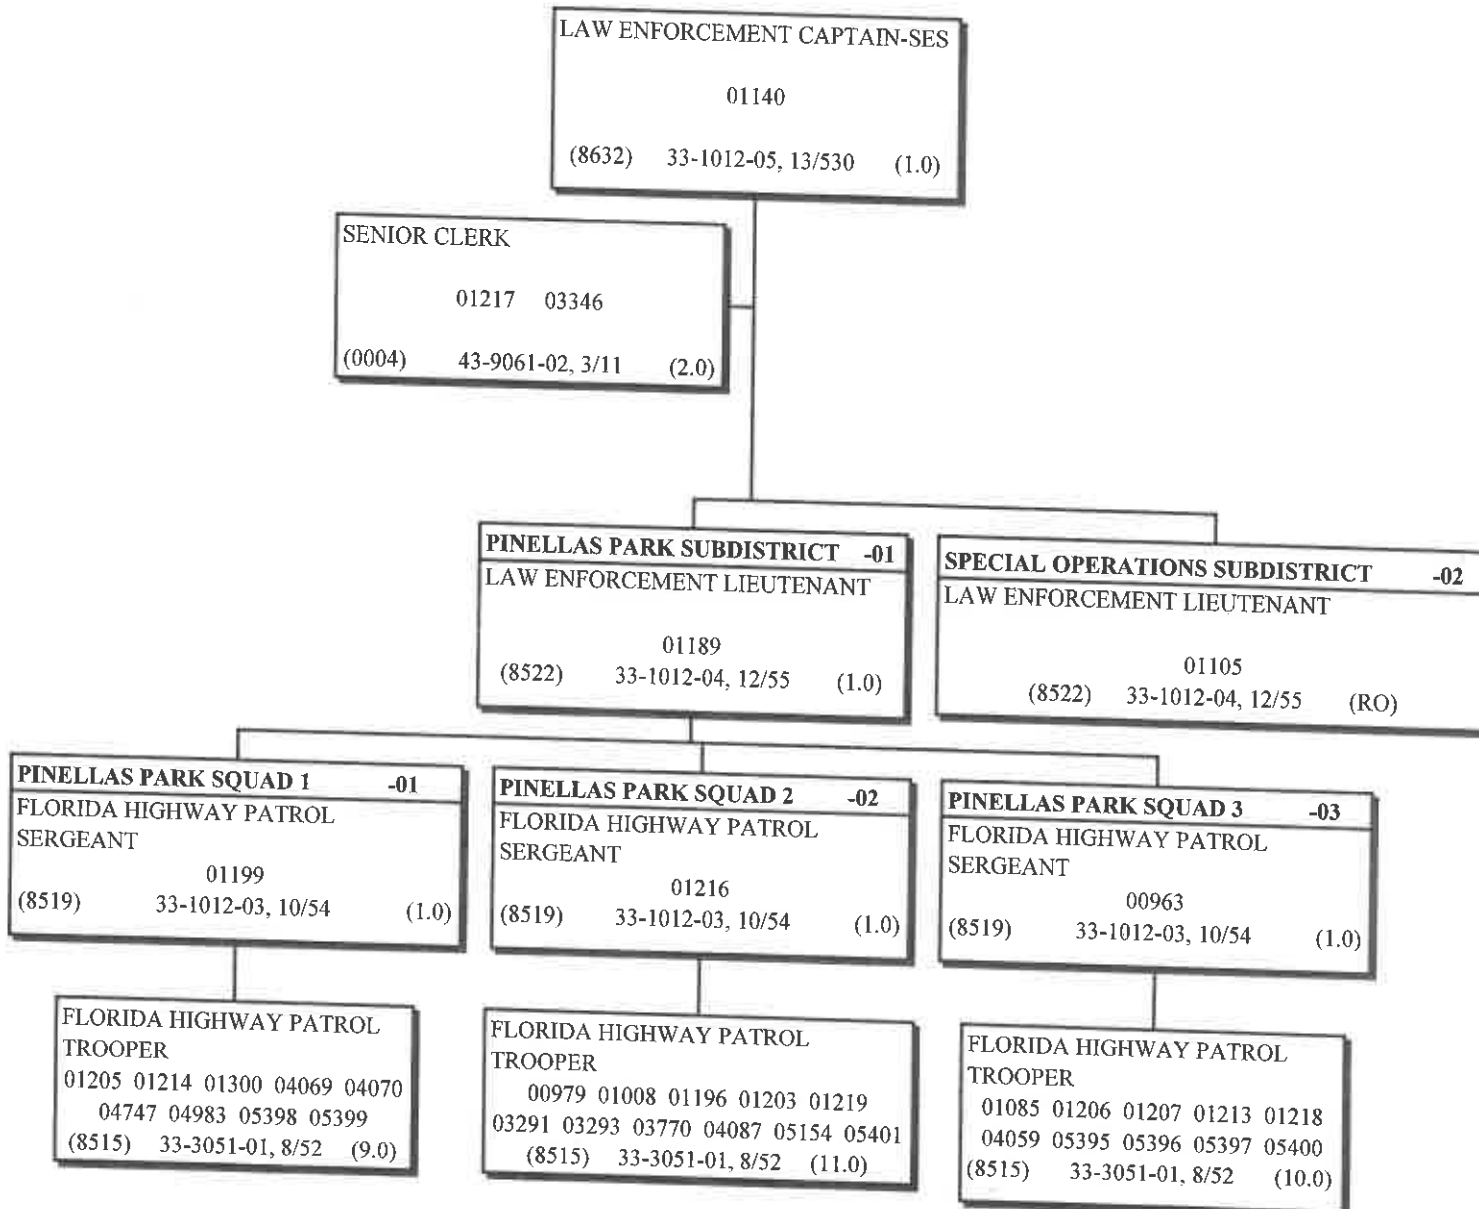 LAW ENFORCEMENT CAPTAIN-SES
01140
(8632) 33-1012-05, 13/530 (1.0)
SENIOR CLERK
01217 03346
(0004) 43-9061-02, 3/11 (2.0)
PINELLAS PARK SUBDISTRICT -01
LAW ENFORCEMENT LIEUTENANT
01189
(8522) 33-1012-04, 12/55 (1.0)
SPECIAL OPERATIONS SUBDISTRICT -02
LAW ENFORCEMENT LIEUTENANT
01105
(8522) 33-1012-04, 12/55 (RO)
PINELLAS PARK SQUAD 1 -01
FLORIDA HIGHWAY PATROL
SERGEANT
01199
(8519) 33-1012-03, 10/54 (1.0)
PINELLAS PARK SQUAD 2 -02
FLORIDA HIGHWAY PATROL
SERGEANT
01216
(8519) 33-1012-03, 10/54 (1.0)
PINELLAS PARK SQUAD 3 -03
FLORIDA HIGHWAY PATROL
SERGEANT
00963
(8519) 33-1012-03, 10/54 (1.0)
FLORIDA HIGHWAY PATROL
TROOPER
01205 01214 01300 04069 04070
04747 04983 05398 05399
(8515) 33-3051-01, 8/52 (9.0)
FLORIDA HIGHWAY PATROL
TROOPER
00979 01008 01196 01203 01219
03291 03293 03770 04087 05154 05401
(8515) 33-3051-01, 8/52 (11.0)
FLORIDA HIGHWAY PATROL
TROOPER
01085 01206 01207 01213 01218
04059 05395 05396 05397 05400
(8515) 33-3051-01, 8/52 (10.0)